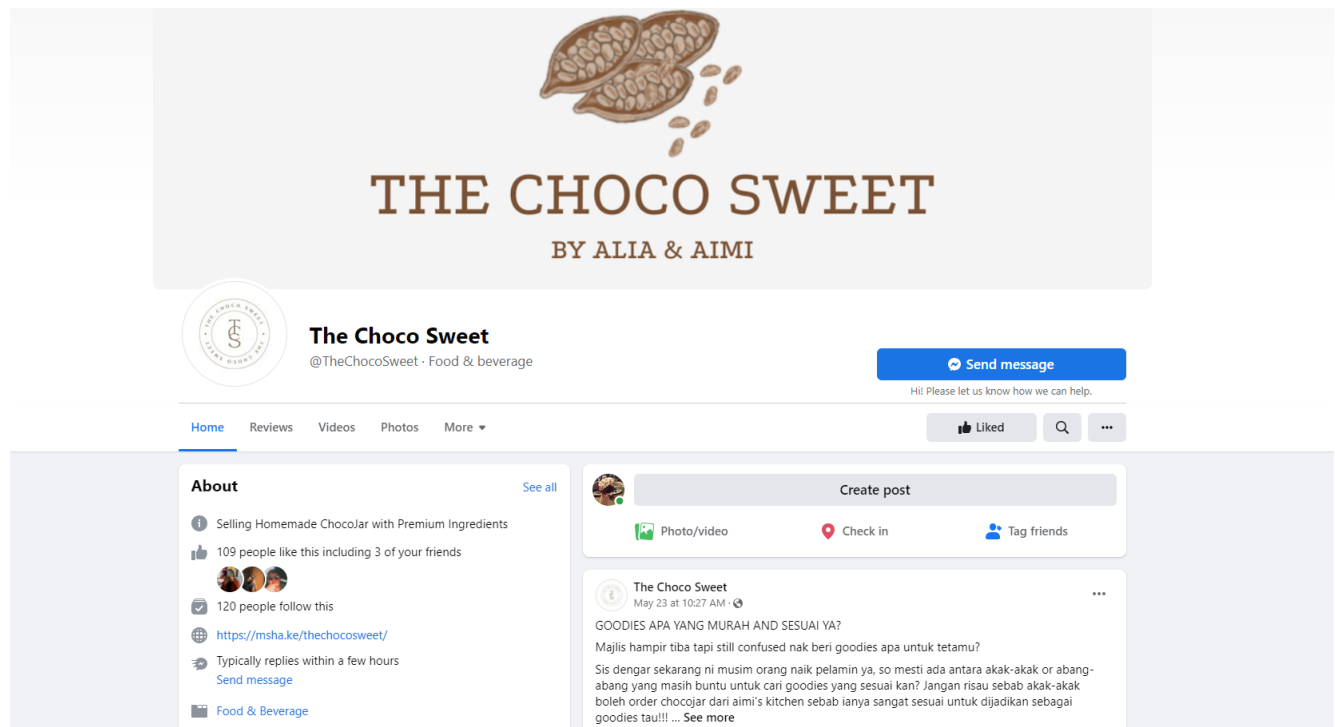 THE CHOCO SWEET
BY ALIA & AIMI
THE CHOCO SWEET · THE CHOCO SWEET ·
TCS
The Choco Sweet
@TheChocoSweet · Food & beverage
Send message
Hi! Please let us know how we can help.
Home Reviews Videos Photos More
Liked
About
See all
Selling Homemade ChocoJar with Premium Ingredients
109 people like this including 3 of your friends
120 people follow this
https://msha.ke/thechocosweet/
Typically replies within a few hours
Send message
Food & Beverage
Create post
Photo/video Check in Tag friends
The Choco Sweet
May 23 at 10:27 AM ·
GOODIES APA YANG MURAH AND SESUAI YA?
Majlis hampir tiba tapi still confused nak beri goodies apa untuk tetamu?
Sis dengar sekarang ni musim orang naik pelamin ya, so mesti ada antara akak-akak or abang-
abang yang masih buntu untuk cari goodies yang sesuai kan? Jangan risau sebab akak-akak
boleh order chocojar dari aimi's kitchen sebab ianya sangat sesuai untuk dijadikan sebagai
goodies tau!!! ... See more